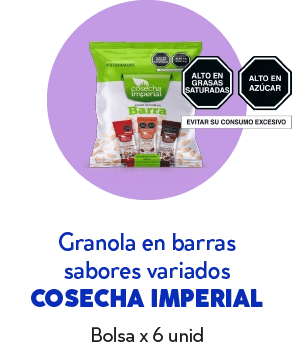 cosecha
imperial
Barra
ALTO EN
GRASAS
SATURADAS
ALTO EN
AZÚCAR
EVITAR SU CONSUMO EXCESIVO
Granola en barras
sabores variados
COSECHA IMPERIAL
Bolsa x 6 unid